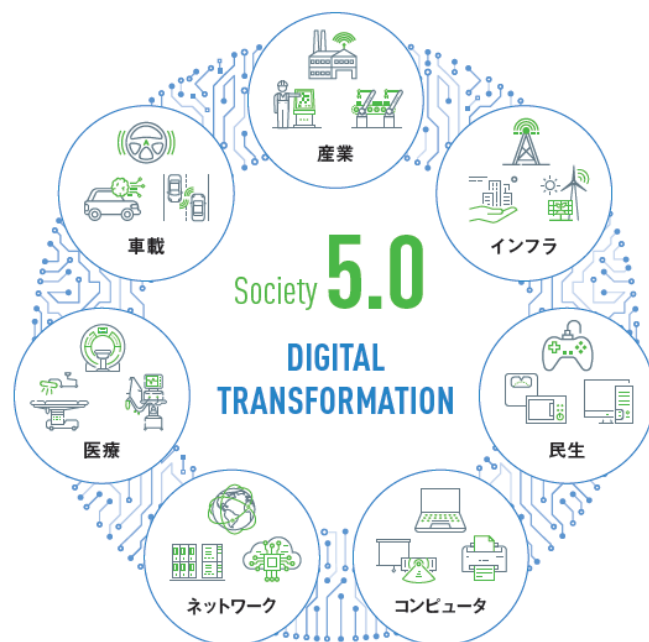 産業
車載
インフラ
Society 5.0
DIGITAL
TRANSFORMATION
医療
民生
ネットワーク
コンピュータ